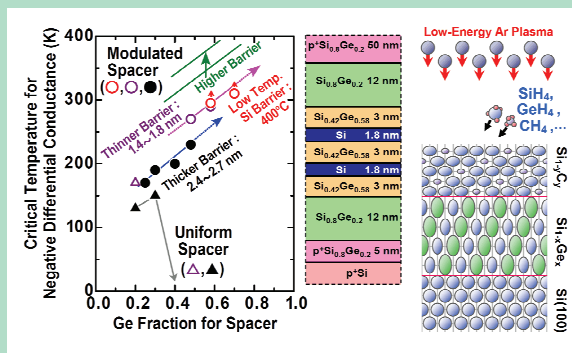 Critical Temperature for
Negative Differential Conductance (K)
400
300
200
100
0
0.0 0.2 0.4 0.6 0.8 1.0
Ge Fraction for Spacer
Modulated
Spacer
(○,○,●)
Higher Barrier
Thinner Barrier :
1.4~1.8 nm
Low Temp.
Si Barrier :
400°C
Thicker Barrier :
2.4~2.7 nm
Uniform
Spacer
(△,▲)
p+Si0.8Ge0.2 50 nm
Si0.8Ge0.2 12 nm
Si0.42Ge0.58 3 nm
Si 1.8 nm
Si0.42Ge0.58 3 nm
Si 1.8 nm
Si0.42Ge0.58 3 nm
Si0.8Ge0.2 12 nm
p+Si0.8Ge0.2 5 nm
p+Si
Low-Energy Ar Plasma
SiH4,
GeH4,
CH4,...
Si1-yCy
Si1-xGex
Si(100)